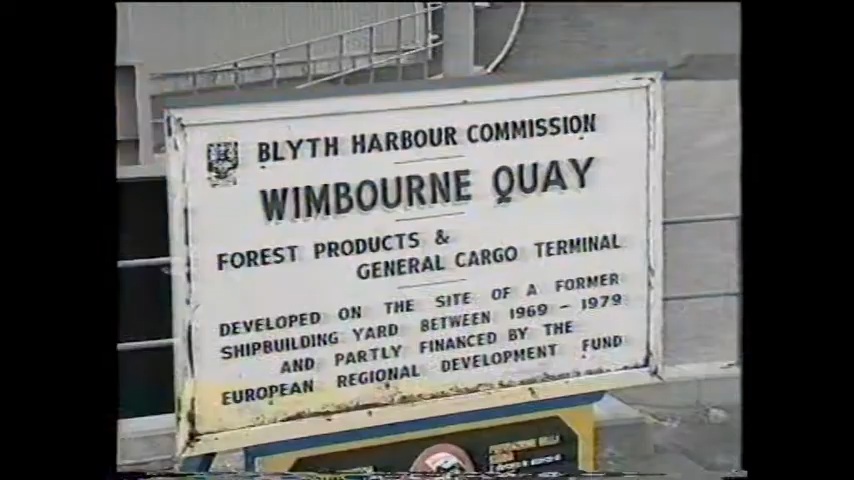 BLYTH HARBOUR COMMISSION
WIMBOURNE QUAY
FOREST PRODUCTS &
GENERAL CARGO TERMINAL
DEVELOPED ON THE SITE OF A FORMER
SHIPBUILDING YARD BETWEEN 1969 - 1979
AND PARTLY FINANCED BY THE
EUROPEAN REGIONAL DEVELOPMENT FUND